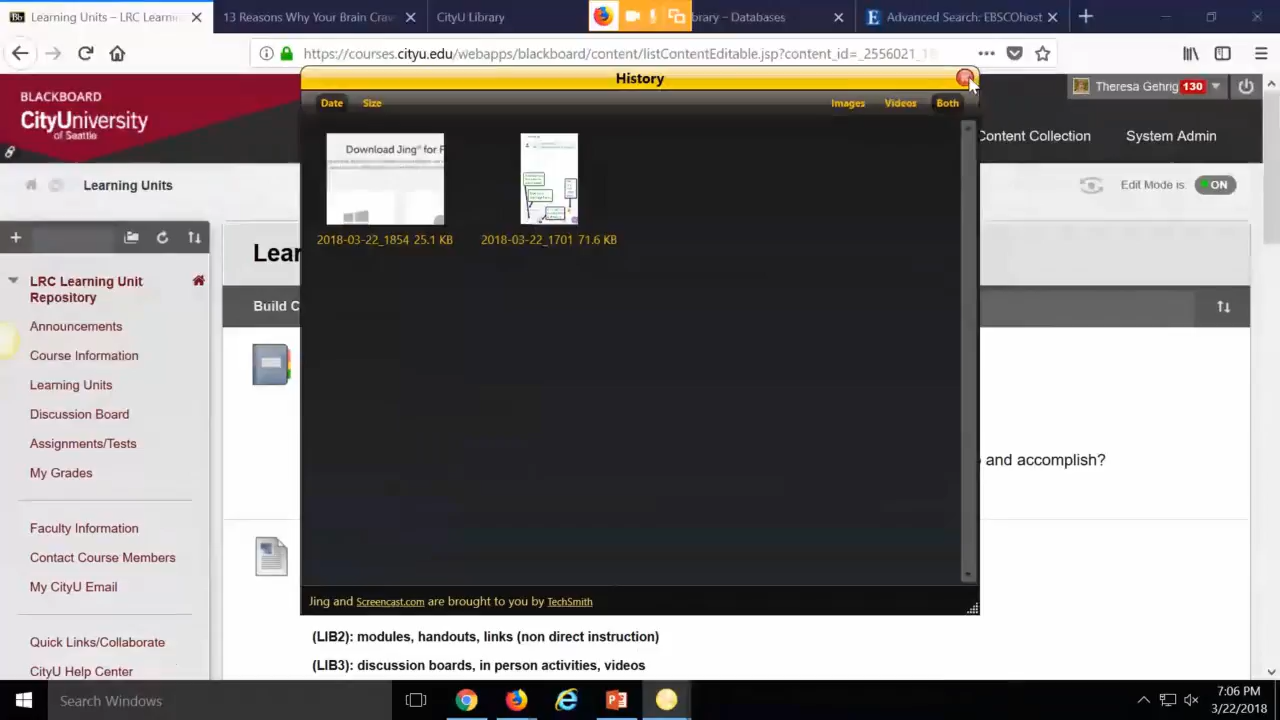 Learning Units – LRC Learni
13 Reasons Why Your Brain Crav
CityU Library
brary – Databases
Advanced Search: EBSCOhost
https://courses.cityu.edu/webapps/blackboard/content/listContentEditable.jsp?content_id=_2556021_1
BLACKBOARD
CityUniversity
of Seattle
History
Theresa Gehrig 130
Date Size Images Videos Both
Content Collection System Admin
Download Jing® for F
Learning Units
Edit Mode is: ON
2018-03-22_1854 25.1 KB
2018-03-22_1701 71.6 KB
Lear
LRC Learning Unit
Repository
Build C
Announcements
Course Information
Learning Units
Discussion Board
Assignments/Tests
My Grades
and accomplish?
Faculty Information
Contact Course Members
My CityU Email
Jing and Screencast.com are brought to you by TechSmith
Quick Links/Collaborate
CityU Help Center
(LIB2): modules, handouts, links (non direct instruction)
(LIB3): discussion boards, in person activities, videos
Search Windows
7:06 PM
3/22/2018